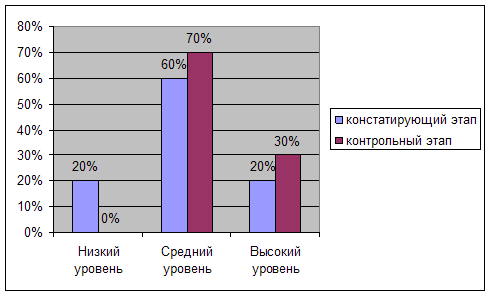 80%
70%
60%
50%
40%
30%
20%
10%
0%
20%
0%
60%
70%
20%
30%
Низкий
уровень
Средний
уровень
Высокий
уровень
констатирующий этап
контрольный этап